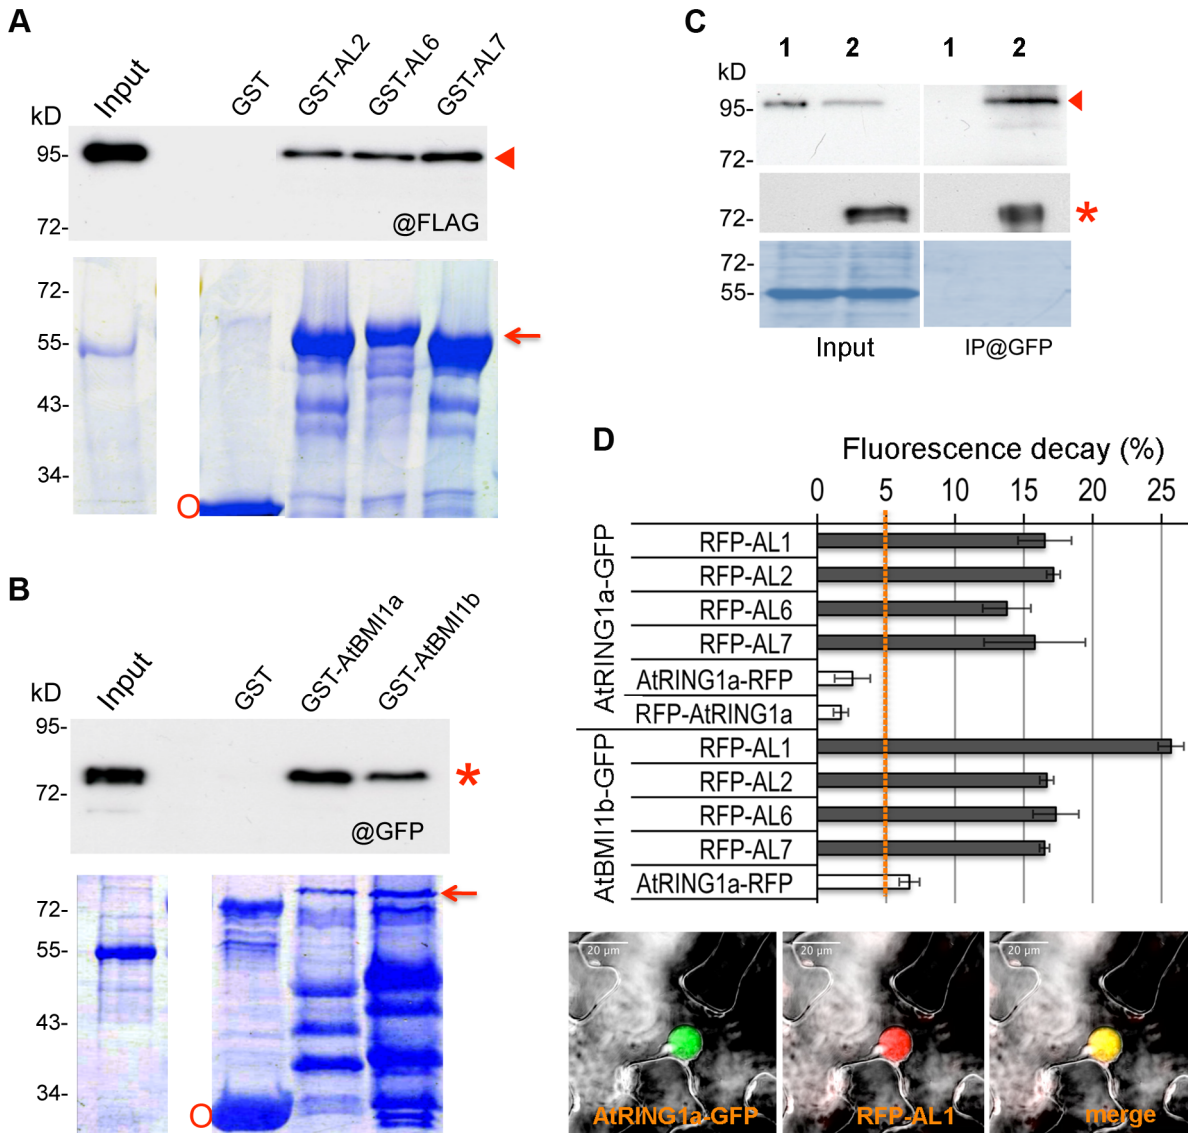 A
kD
Input
GST
GST-AL2
GST-AL6
GST-AL7
95-
72-
@FLAG
72-
55-
43-
34-
O
B
kD
Input
GST
GST-AtBMI1a
GST-AtBMI1b
95-
72-
*
@GFP
72-
55-
43-
34-
O
C
1 2 1 2
kD
95-
72-
72-
*
72-
55-
Input IP@GFP
D
Fluorescence decay (%)
0 5 10 15 20 25
AtRING1a-GFP
RFP-AL1
RFP-AL2
RFP-AL6
RFP-AL7
AtRING1a-RFP
RFP-AtRING1a
AtBMI1b-GFP
RFP-AL1
RFP-AL2
RFP-AL6
RFP-AL7
AtRING1a-RFP
20 µm 20 µm 20 µm
AtRING1a-GFP RFP-AL1 merge